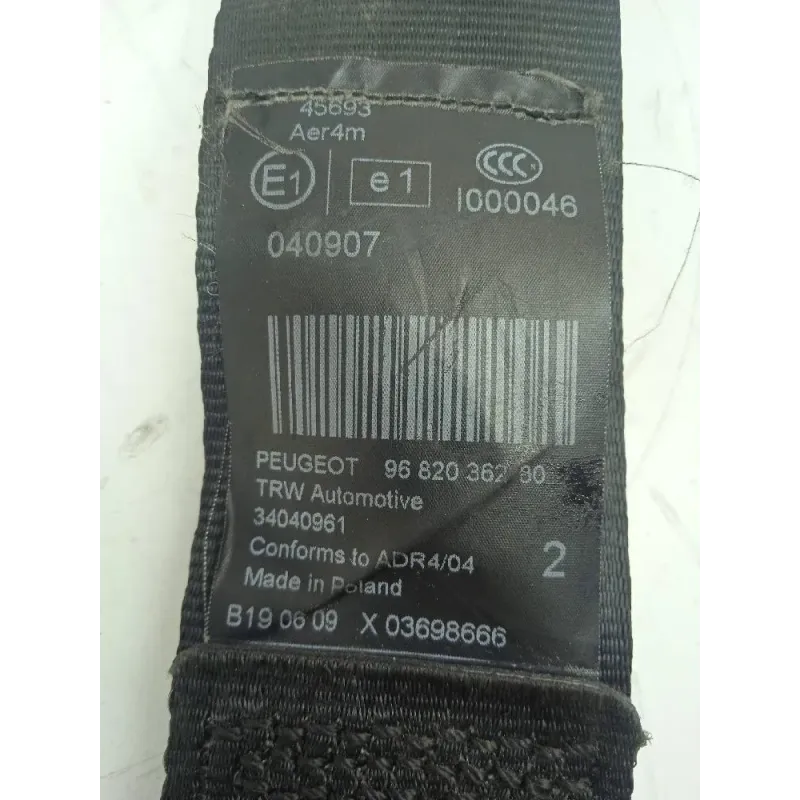 45693
Aer4m
E1 e1 CCC
I000046
040907
PEUGEOT 96 820 362 80
TRW Automotive
34040961
Conforms to ADR4/04 2
Made in Poland
B19 06 09 X 03698666